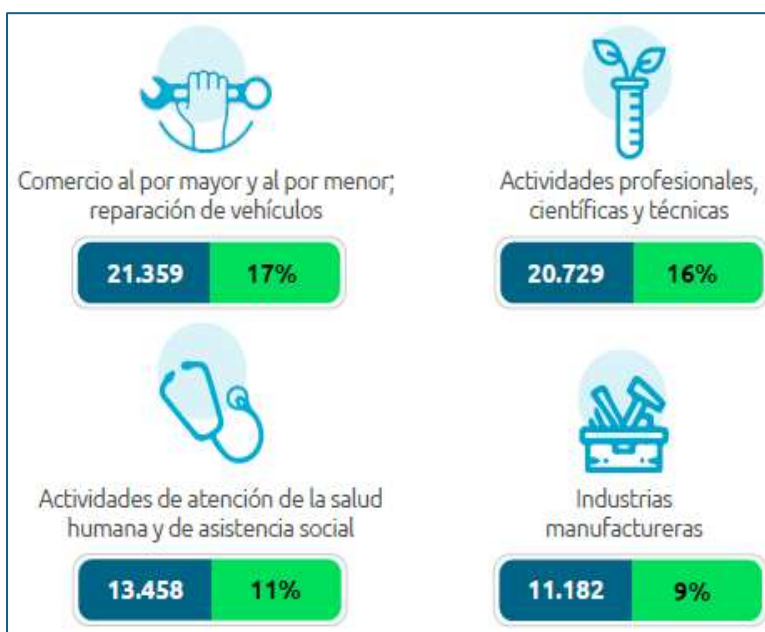 Comercio al por mayor y al por menor;
reparación de vehículos
21.359 17%
Actividades profesionales,
científicas y técnicas
20.729 16%
Actividades de atención de la salud
humana y de asistencia social
13.458 11%
Industrias
manufactureras
11.182 9%